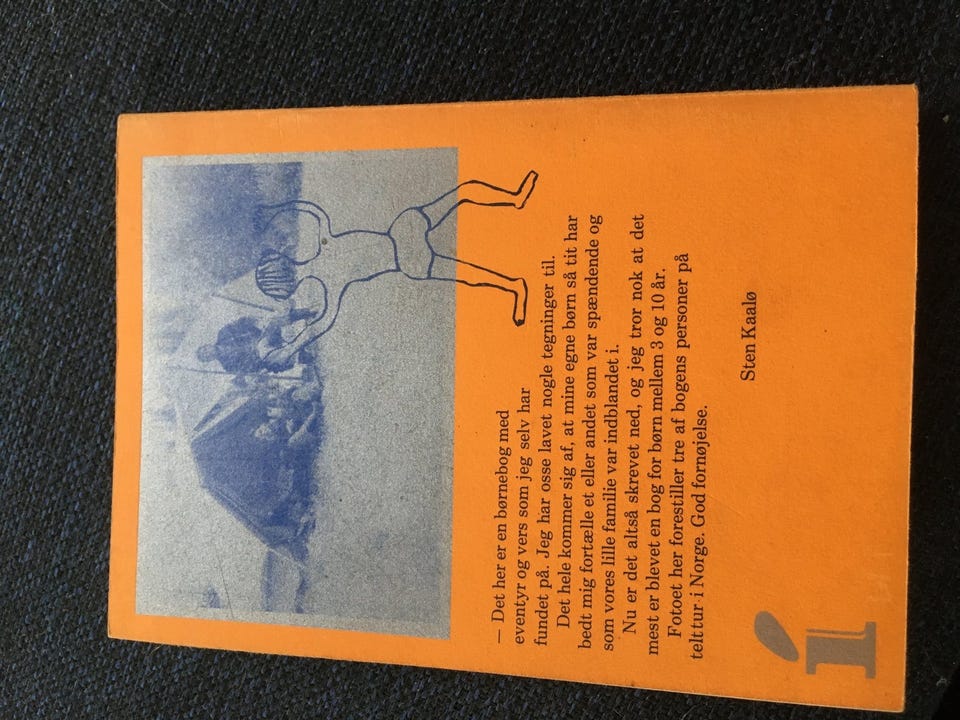 — Det her er en børnebog med
eventyr og vers som jeg selv har
fundet på. Jeg har osse lavet nogle tegninger til.
Det hele kommer sig af, at mine egne børn så tit har
bedt mig fortælle et eller andet som var spændende og
som vores lille familie var indblandet i.
Nu er det altså skrevet ned, og jeg tror nok at det
mest er blevet en bog for børn mellem 3 og 10 år.
Fotoet her forestiller tre af bogens personer på
telttur i Norge. God fornøjelse.
Sten Kaalø
i